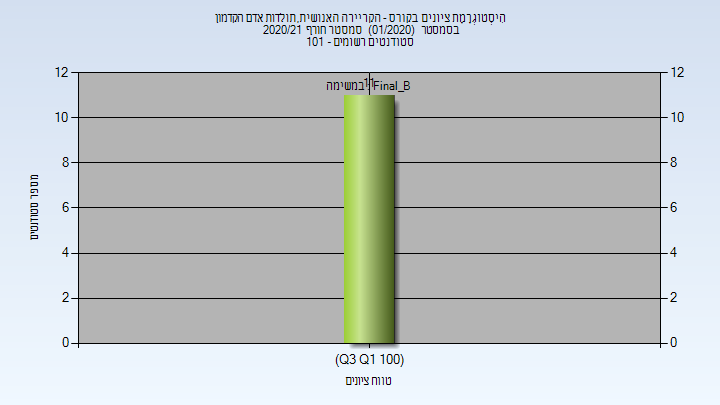 היסטוגרמת ציונים בקורס - הקריירה האנושית,תולדות אדם הקדמון
בסמסטר (01/2020) סמסטר חורף 2020/21
סטודנטים רשומים - 101
12 12
במשימה: Final_B
11
10 10
8 8
6 6
4 4
2 2
0 0
מספר סטודנטים
(Q3 Q1 100)
טווח ציונים